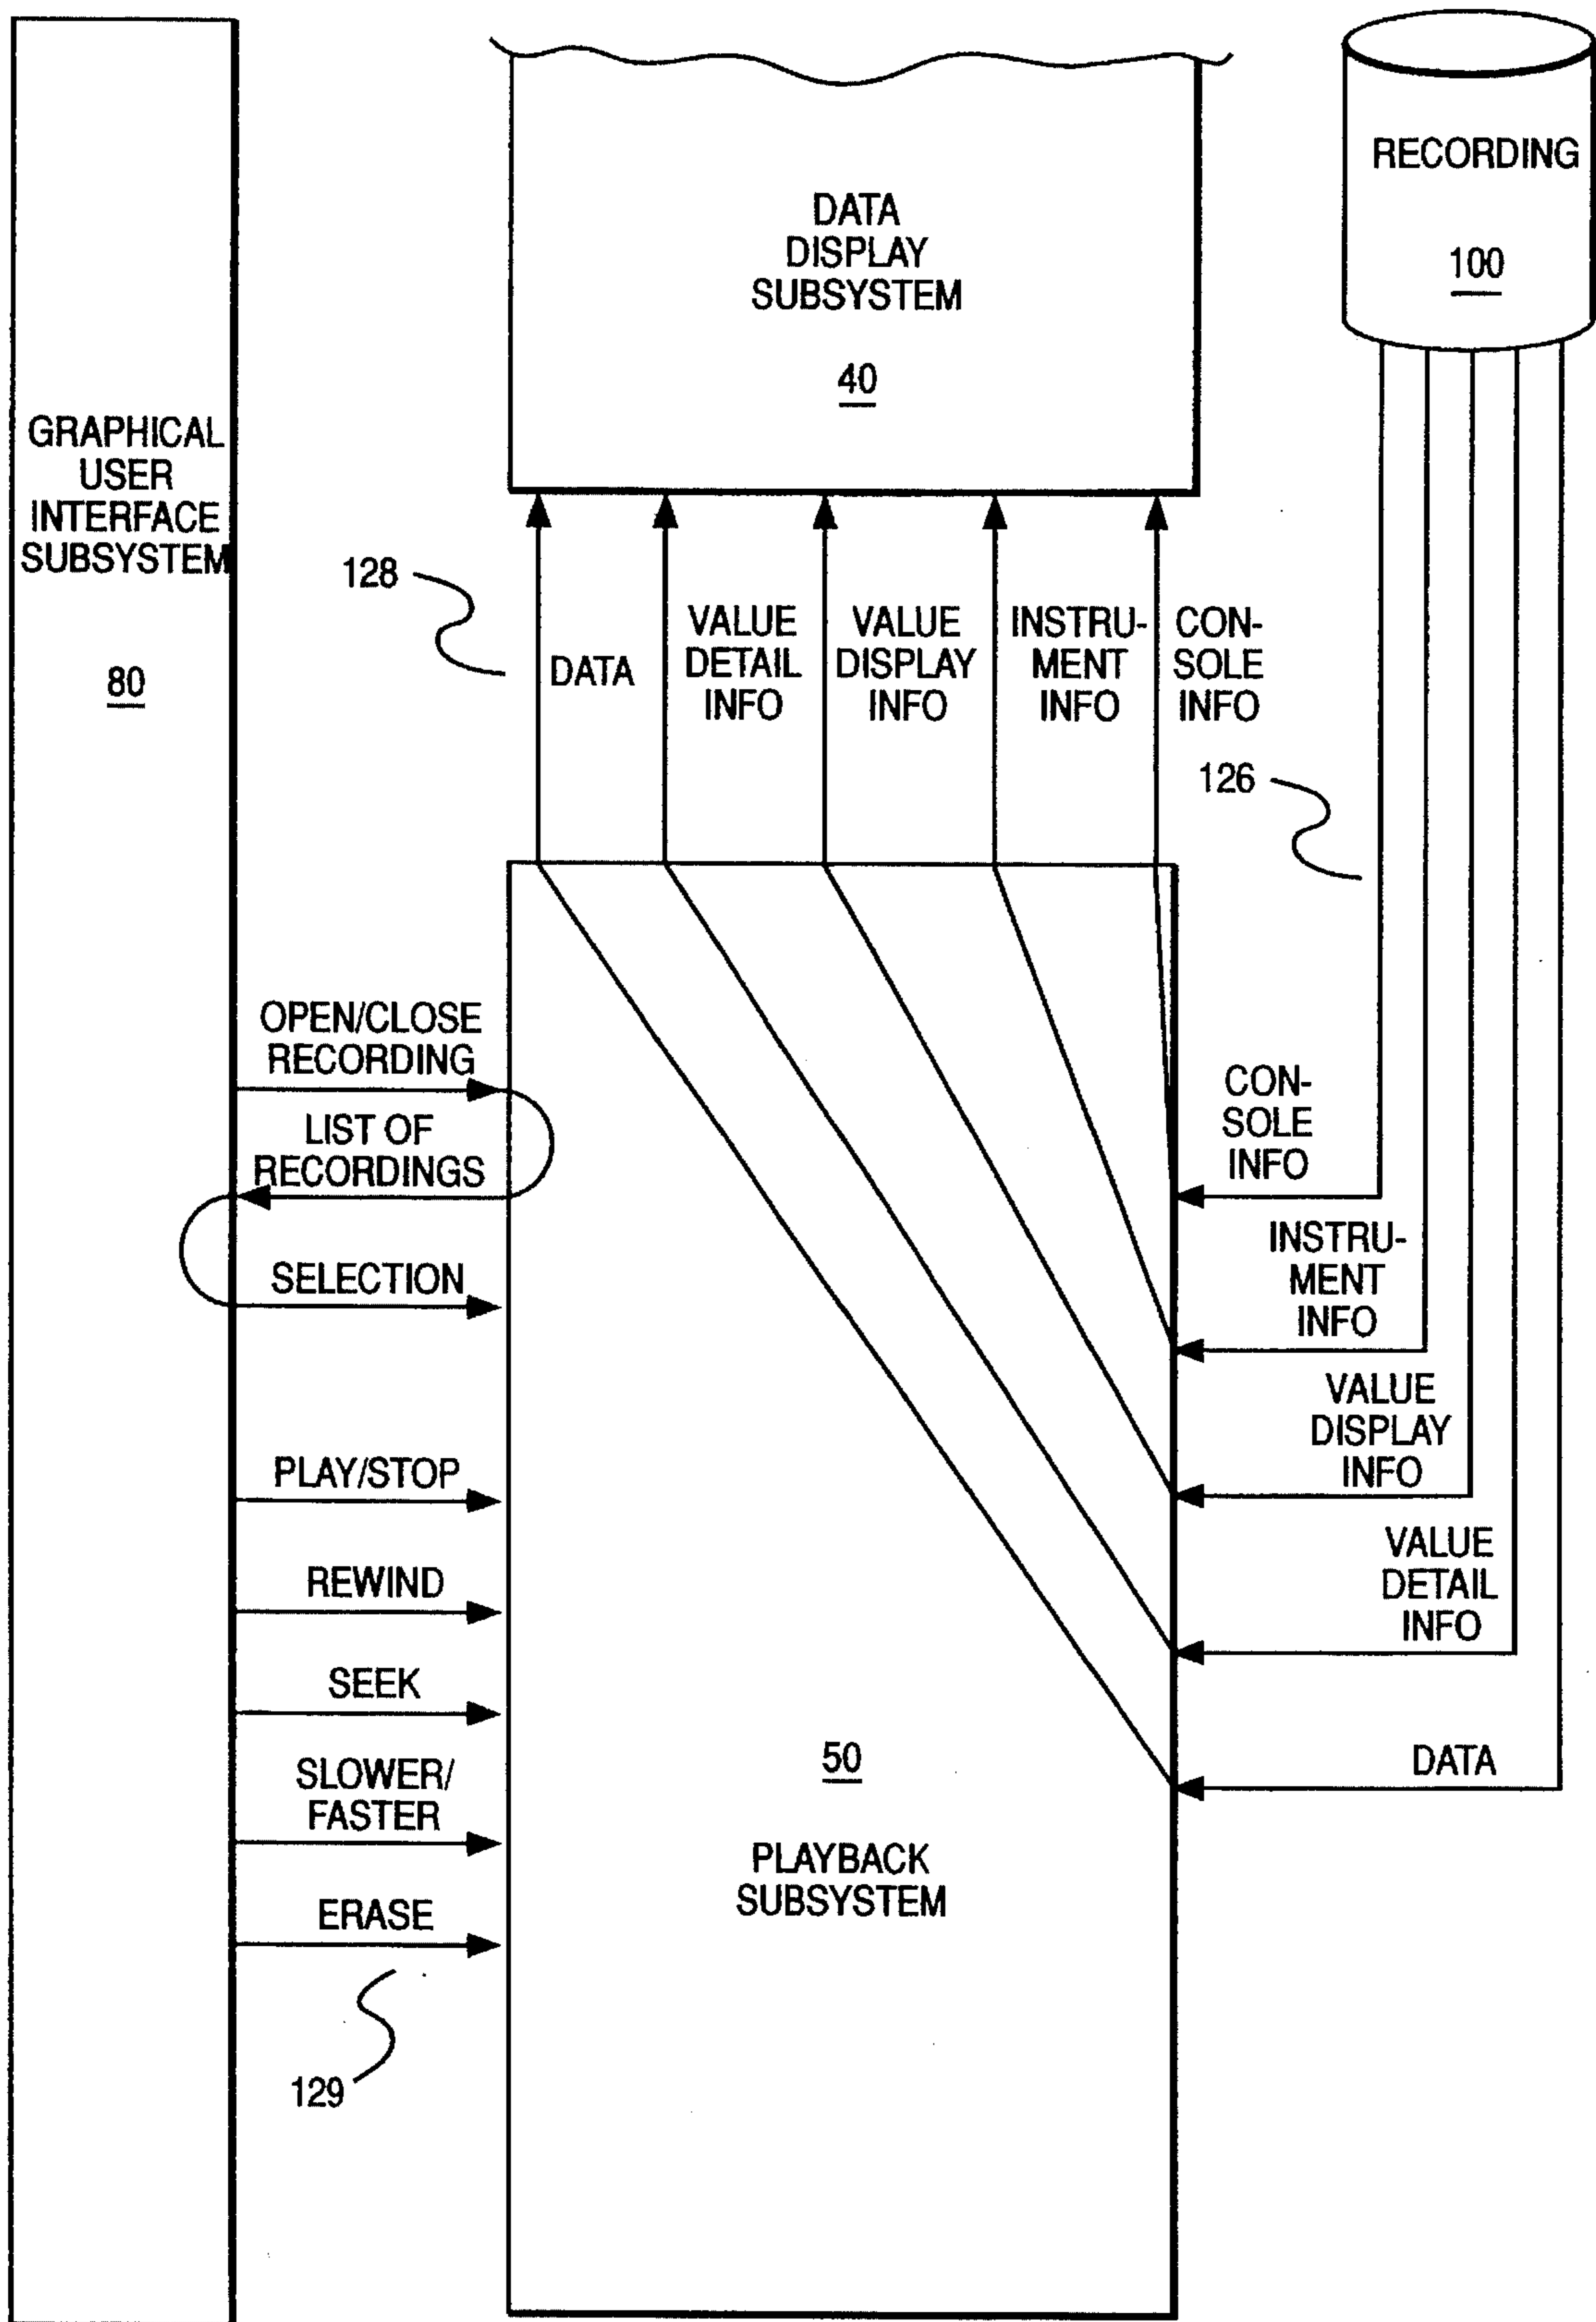 RECORDING
100
DATA
DISPLAY
SUBSYSTEM
40
GRAPHICAL
USER
INTERFACE
SUBSYSTEM
80
128
DATA
VALUE
DETAIL
INFO
VALUE
DISPLAY
INFO
INSTRU-
MENT
INFO
CON-
SOLE
INFO
126
OPEN/CLOSE
RECORDING
LIST OF
RECORDINGS
SELECTION
PLAY/STOP
REWIND
SEEK
SLOWER/
FASTER
ERASE
129
CON-
SOLE
INFO
INSTRU-
MENT
INFO
VALUE
DISPLAY
INFO
VALUE
DETAIL
INFO
DATA
50
PLAYBACK
SUBSYSTEM